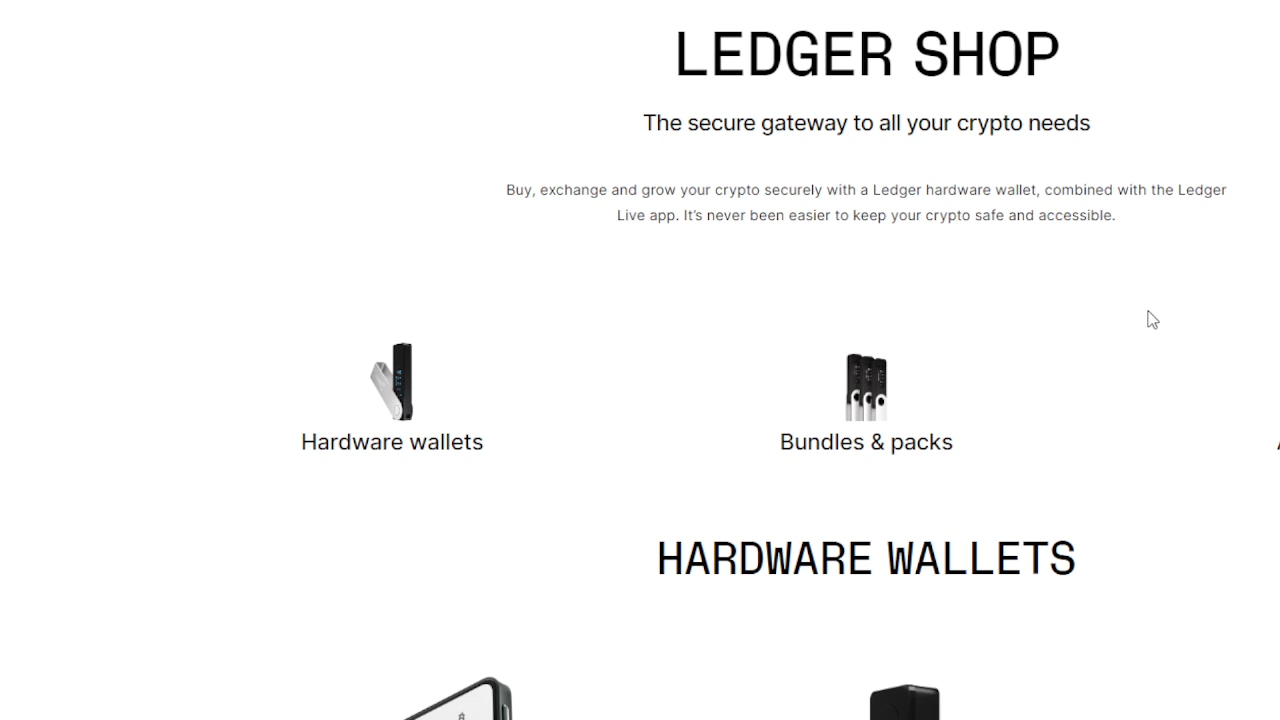 LEDGER SHOP
The secure gateway to all your crypto needs
Buy, exchange and grow your crypto securely with a Ledger hardware wallet, combined with the Ledger
Live app. It’s never been easier to keep your crypto safe and accessible.
Hardware wallets
Bundles & packs
HARDWARE WALLETS